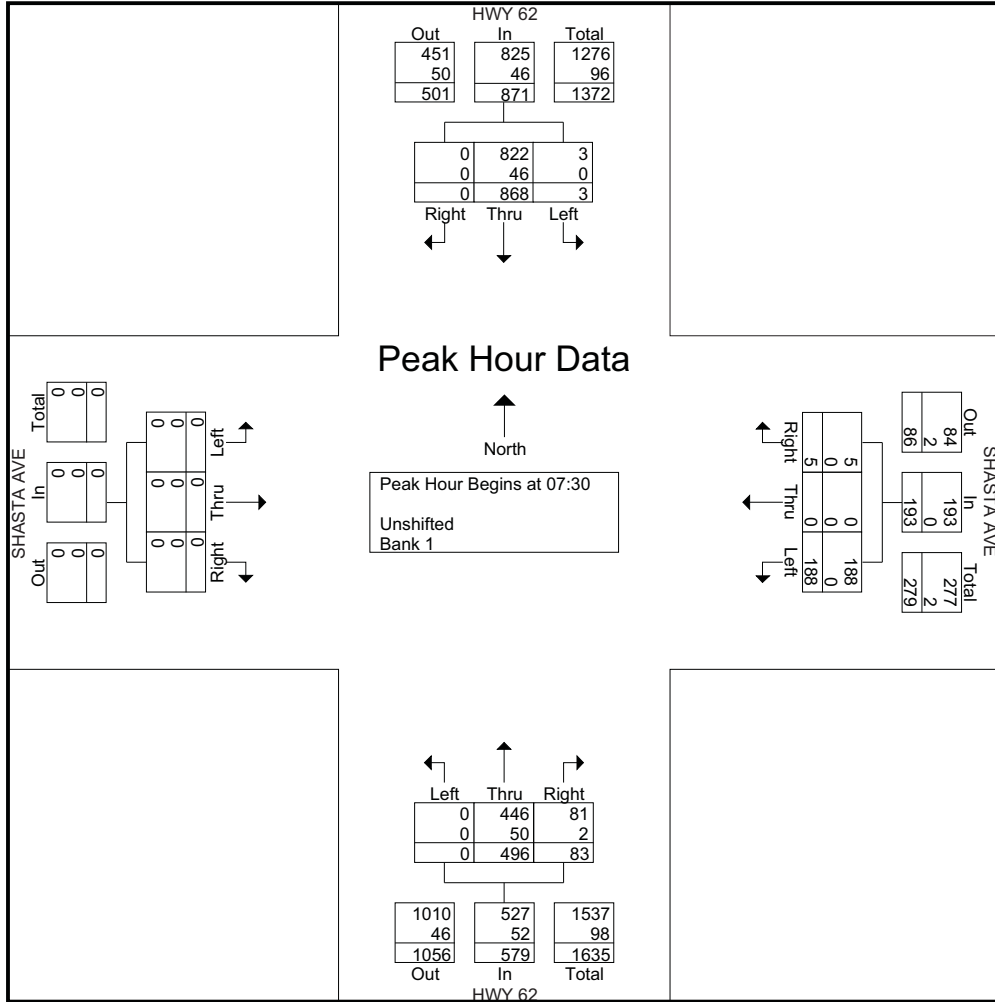 HWY 62
Out In Total
451 825 1276
50 46 96
501 871 1372
0 822 3
0 46 0
0 868 3
Right Thru Left
Peak Hour Data
North
Peak Hour Begins at 07:30
Unshifted
Bank 1
SHASTA AVE
Total In Out
0 0 0
0 0 0
0 0 0
Left Thru Right
0 0 0
0 0 0
0 0 0
SHASTA AVE
Out In Total
84 193 277
2 0 2
86 193 279
Right Thru Left
5 0 188
0 0 0
5 0 188
Left Thru Right
0 446 81
0 50 2
0 496 83
1010 527 1537
46 52 98
1056 579 1635
Out In Total
HWY 62